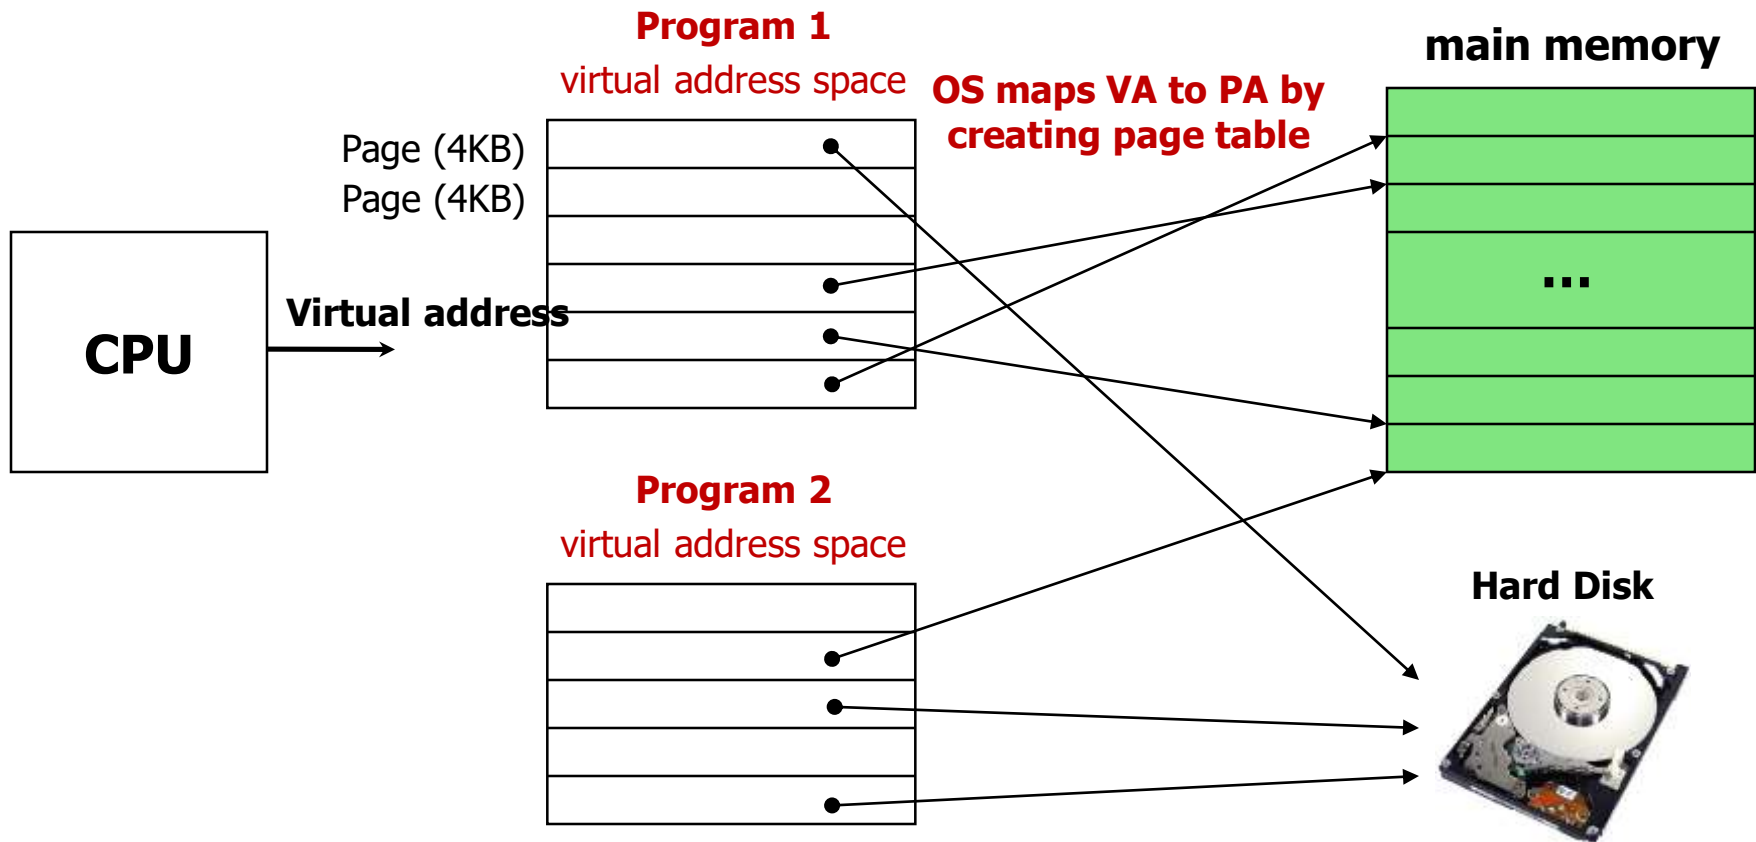 Program 1
virtual address space
OS maps VA to PA by
creating page table
main memory
Page (4KB)
Page (4KB)
CPU
Virtual address
...
Program 2
virtual address space
Hard Disk